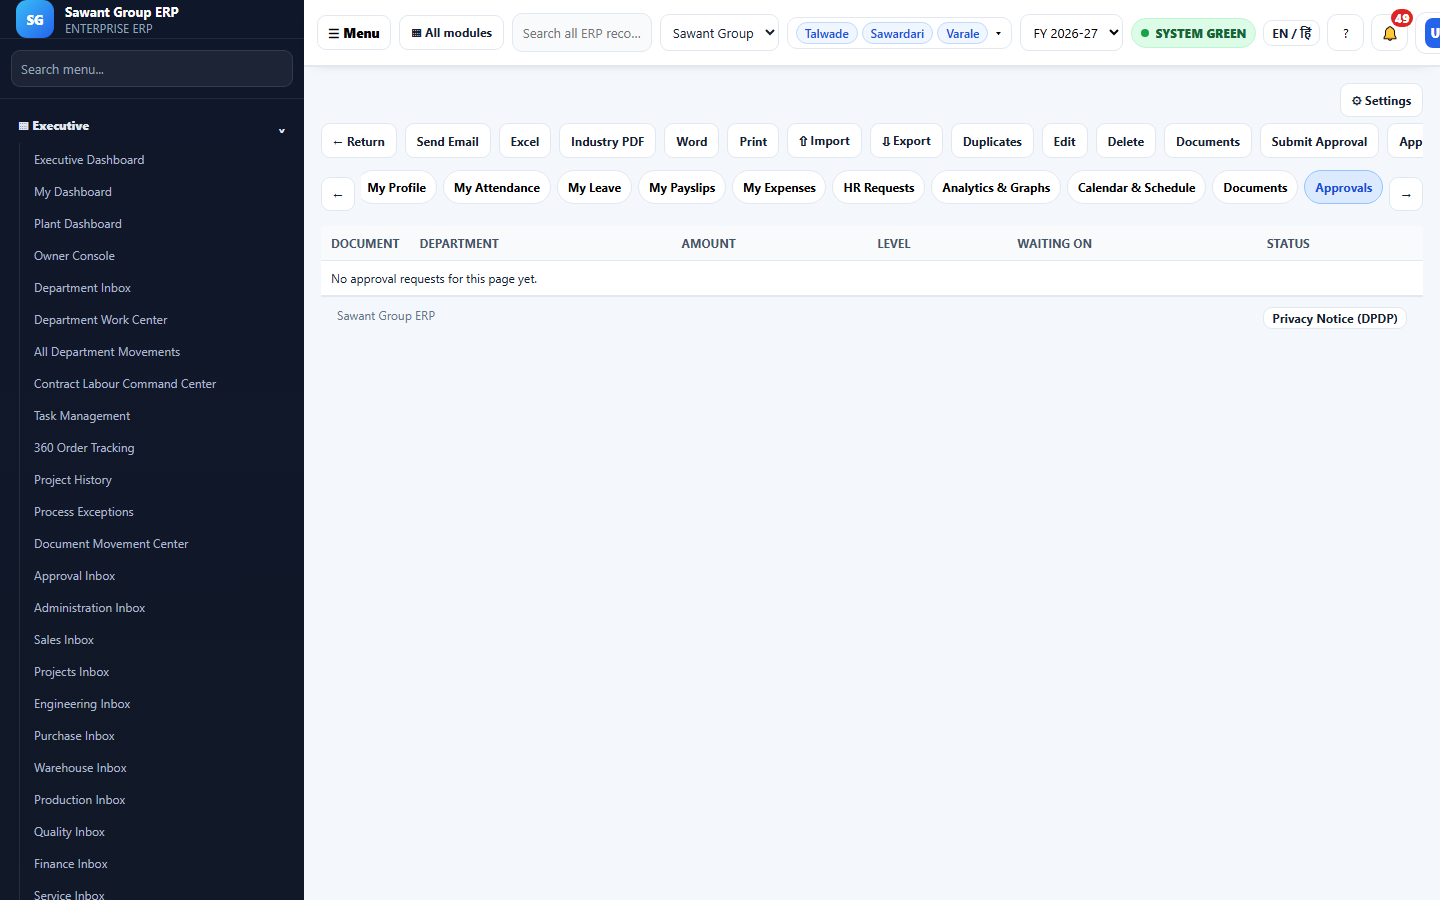 SG
Sawant Group ERP
ENTERPRISE ERP
Search menu...
Executive
Executive Dashboard
My Dashboard
Plant Dashboard
Owner Console
Department Inbox
Department Work Center
All Department Movements
Contract Labour Command Center
Task Management
360 Order Tracking
Project History
Process Exceptions
Document Movement Center
Approval Inbox
Administration Inbox
Sales Inbox
Projects Inbox
Engineering Inbox
Purchase Inbox
Warehouse Inbox
Production Inbox
Quality Inbox
Finance Inbox
Service Inbox
☰ Menu
All modules
Search all ERP reco...
Sawant Group
Talwade Sawardari Varale
FY 2026-27
SYSTEM GREEN
EN / हिं
?
49
U
⚙ Settings
← Return Send Email Excel Industry PDF Word Print ⇧ Import ⇩ Export Duplicates Edit Delete Documents Submit Approval App
← My Profile My Attendance My Leave My Payslips My Expenses HR Requests Analytics & Graphs Calendar & Schedule Documents Approvals →
DOCUMENT DEPARTMENT AMOUNT LEVEL WAITING ON STATUS
No approval requests for this page yet.
Sawant Group ERP
Privacy Notice (DPDP)